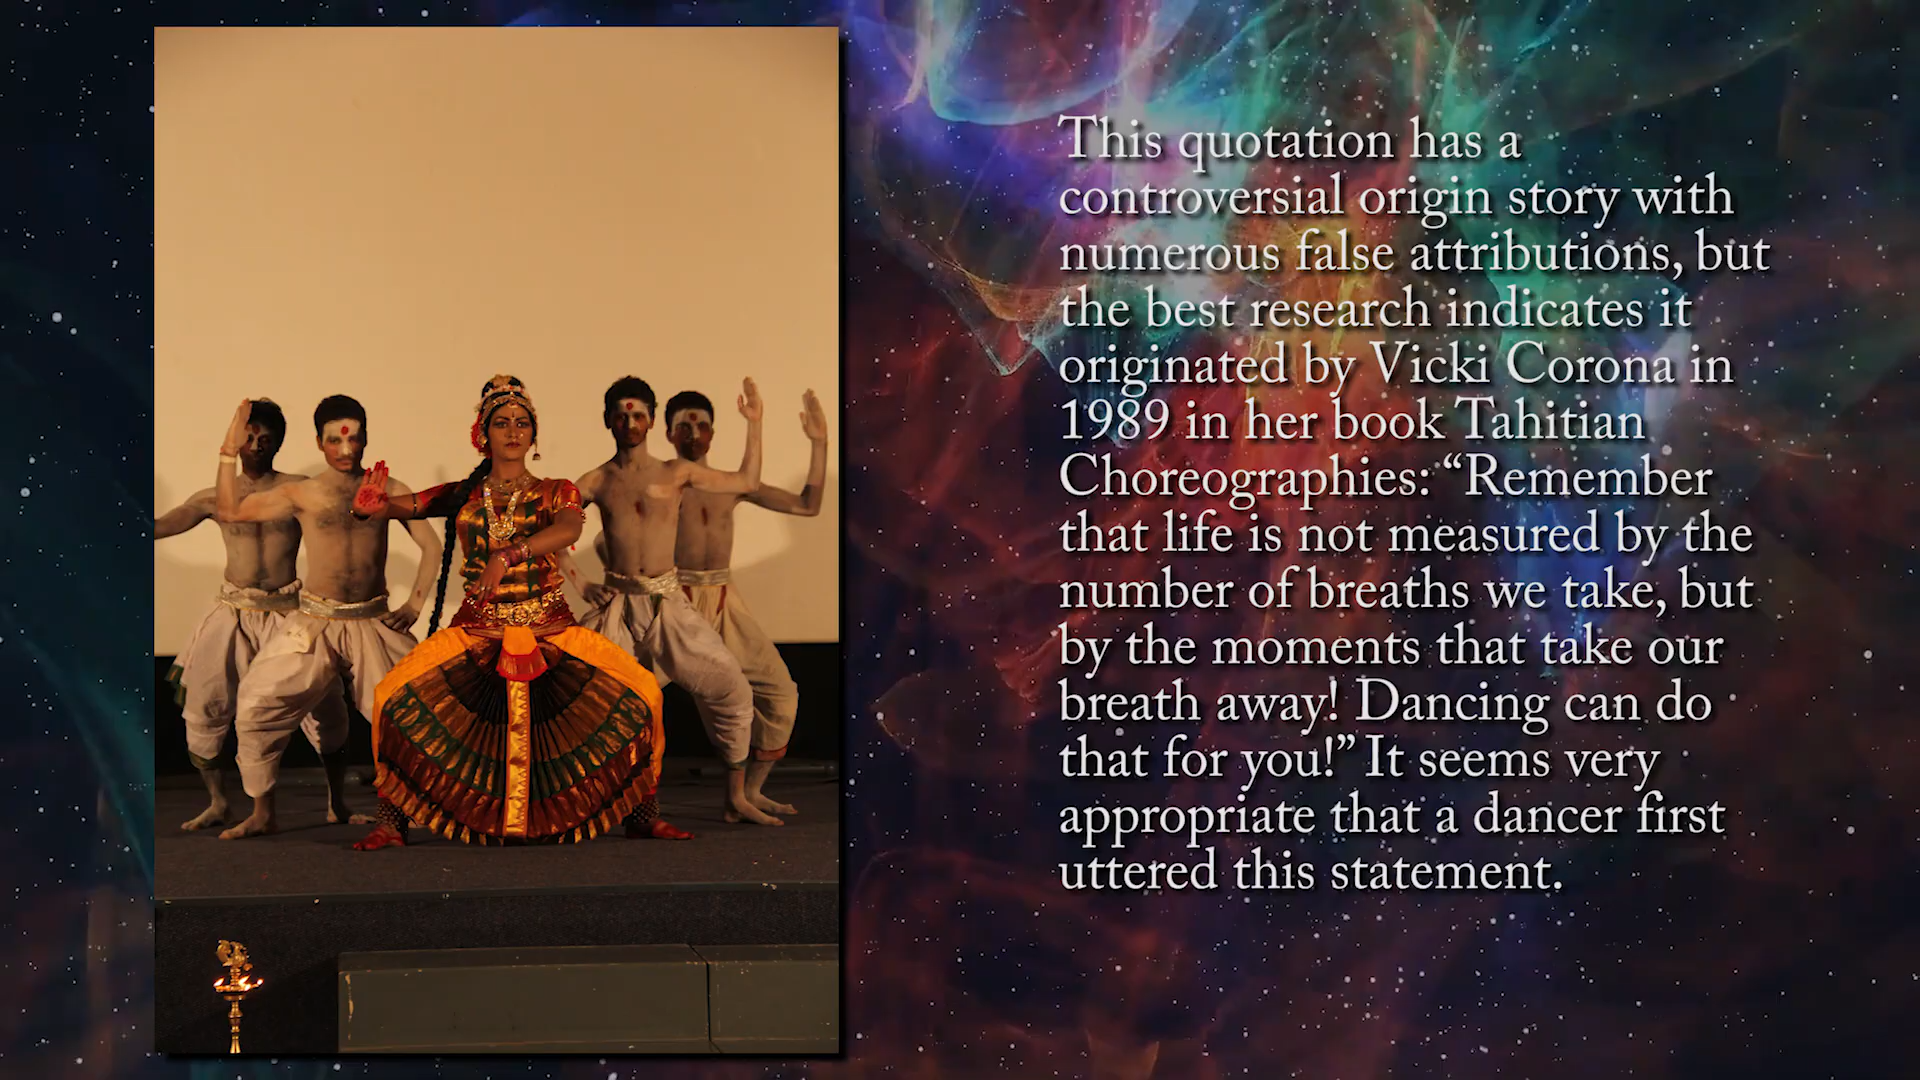 This quotation has a
controversial origin story with
numerous false attributions, but
the best research indicates it
originated by Vicki Corona in
1989 in her book Tahitian
Choreographies: “Remember
that life is not measured by the
number of breaths we take, but
by the moments that take our
breath away! Dancing can do
that for you!” It seems very
appropriate that a dancer first
uttered this statement.